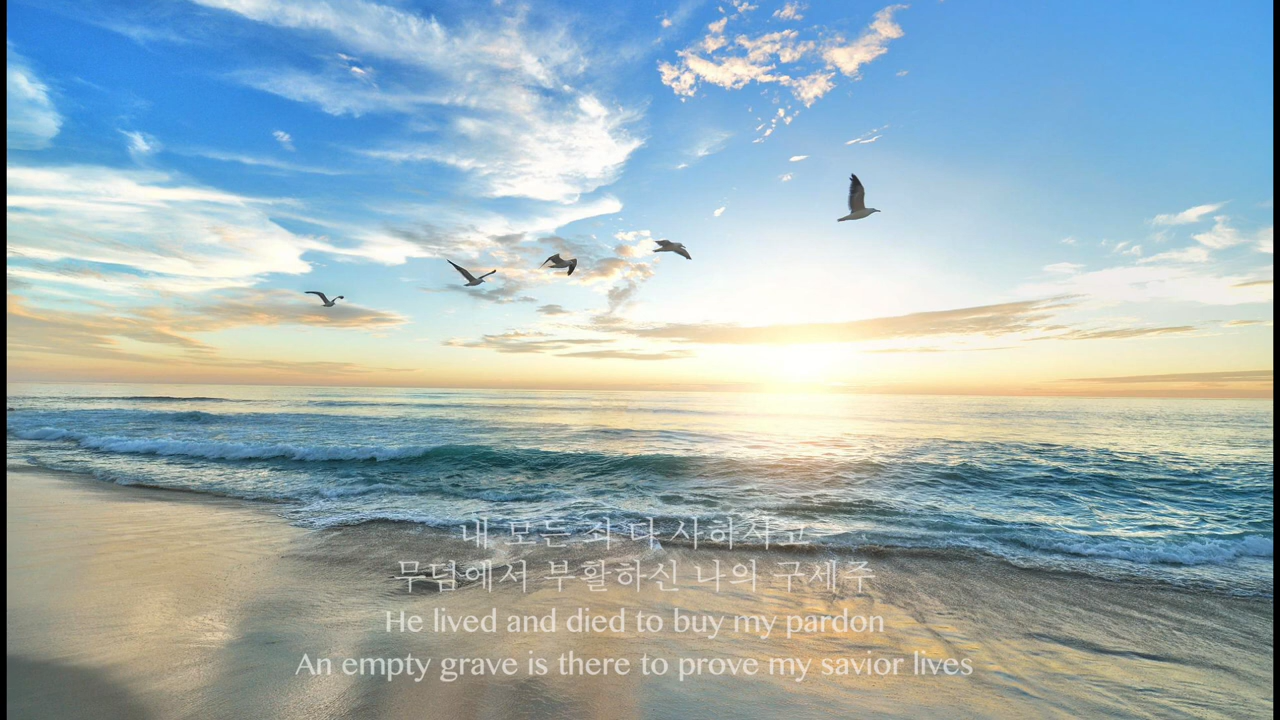 내 모든 죄 다 사하시고
무덤에서 부활하신 나의 구세주
He lived and died to buy my pardon
An empty grave is there to prove my savior lives